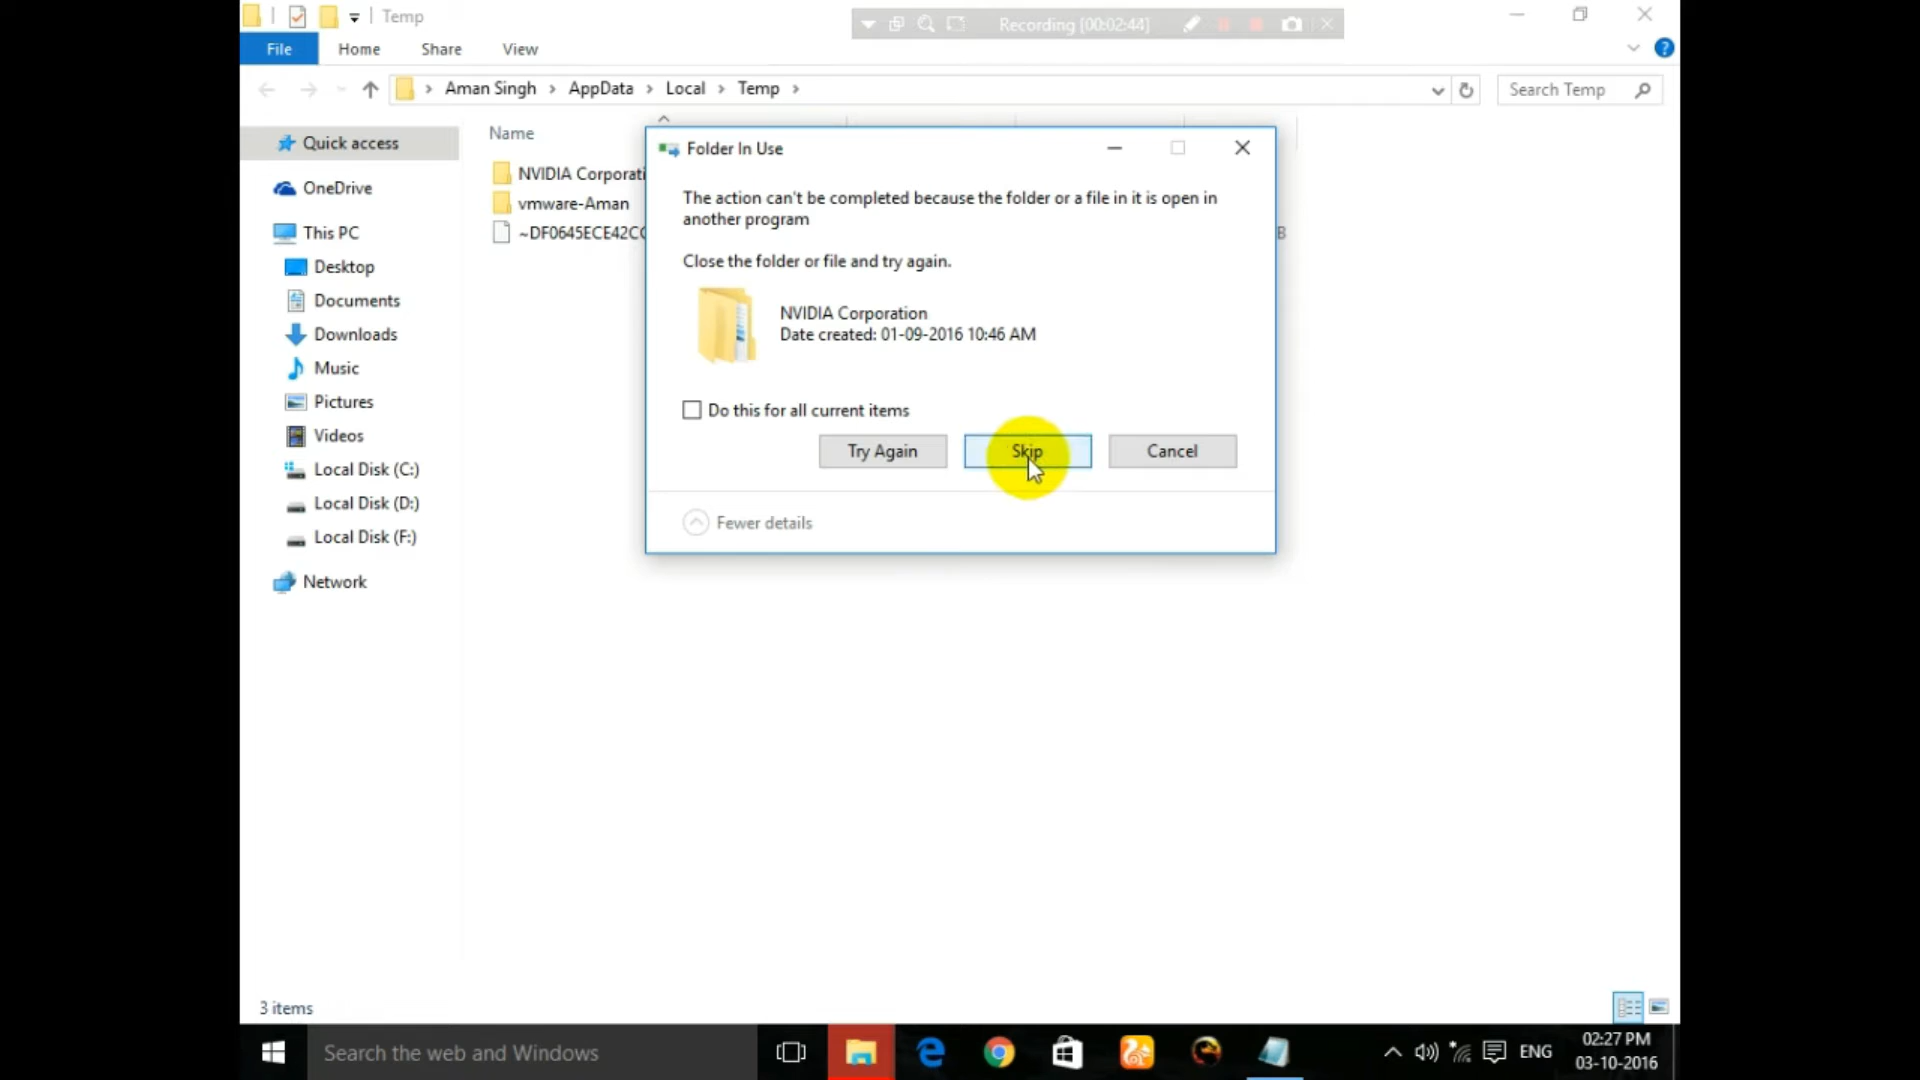 Temp
Recording [00:02:44]
File Home Share View
Aman Singh AppData Local Temp
Search Temp
Quick access
OneDrive
This PC
Desktop
Documents
Downloads
Music
Pictures
Videos
Local Disk (C:)
Local Disk (D:)
Local Disk (F:)
Network
Name
NVIDIA Corporati
vmware-Aman
~DF0645ECE42C
B
Folder In Use
The action can't be completed because the folder or a file in it is open in
another program
Close the folder or file and try again.
NVIDIA Corporation
Date created: 01-09-2016 10:46 AM
Do this for all current items
Try Again Skip Cancel
Fewer details
3 items
Search the web and Windows
ENG
02:27 PM
03-10-2016